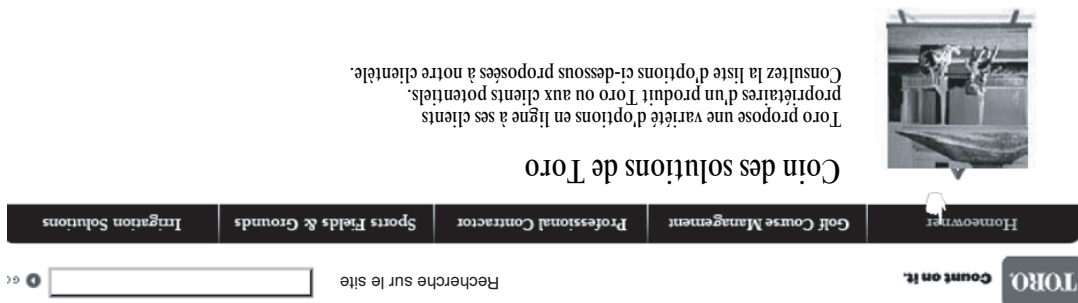 TORO. Count on it.
Recherche sur le site
Homeowner Golf Course Management Professional Contractor Sports Fields & Grounds Irrigation Solutions
Coin des solutions de Toro
Toro propose une variété d'options en ligne à ses clients
propriétaires d'un produit Toro ou aux clients potentiels.
Consultez la liste d'options ci-dessous proposées à notre clientèle.